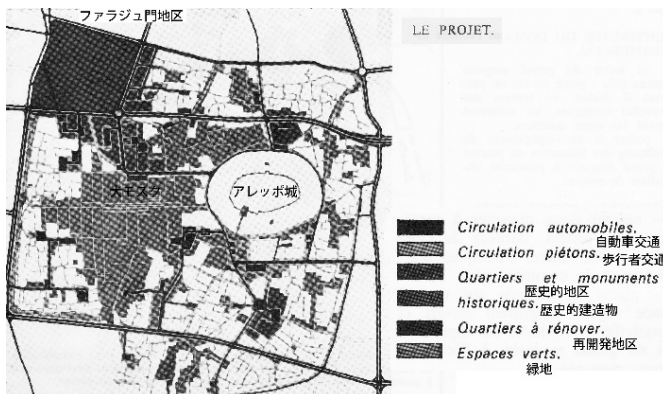 ファラジュ門地区
LE PROJET.
大モスク
アレッポ城
Circulation automobiles.
自動車交通
Circulation piétons.
歩行者交通
Quartiers et monuments
歴史的地区
historiques.
歴史的建造物
Quartiers à rénover.
再開発地区
Espaces verts.
緑地